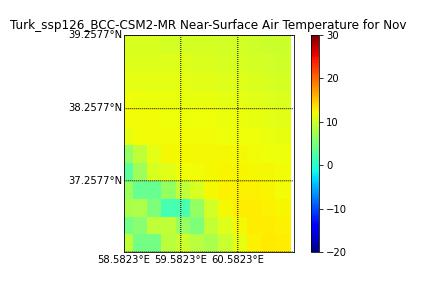 Turk_ssp126_BCC-CSM2-MR Near-Surface Air Temperature for Nov
39.2577°N
38.2577°N
37.2577°N
58.5823°E 59.5823°E 60.5823°E
30
20
10
0
−10
−20